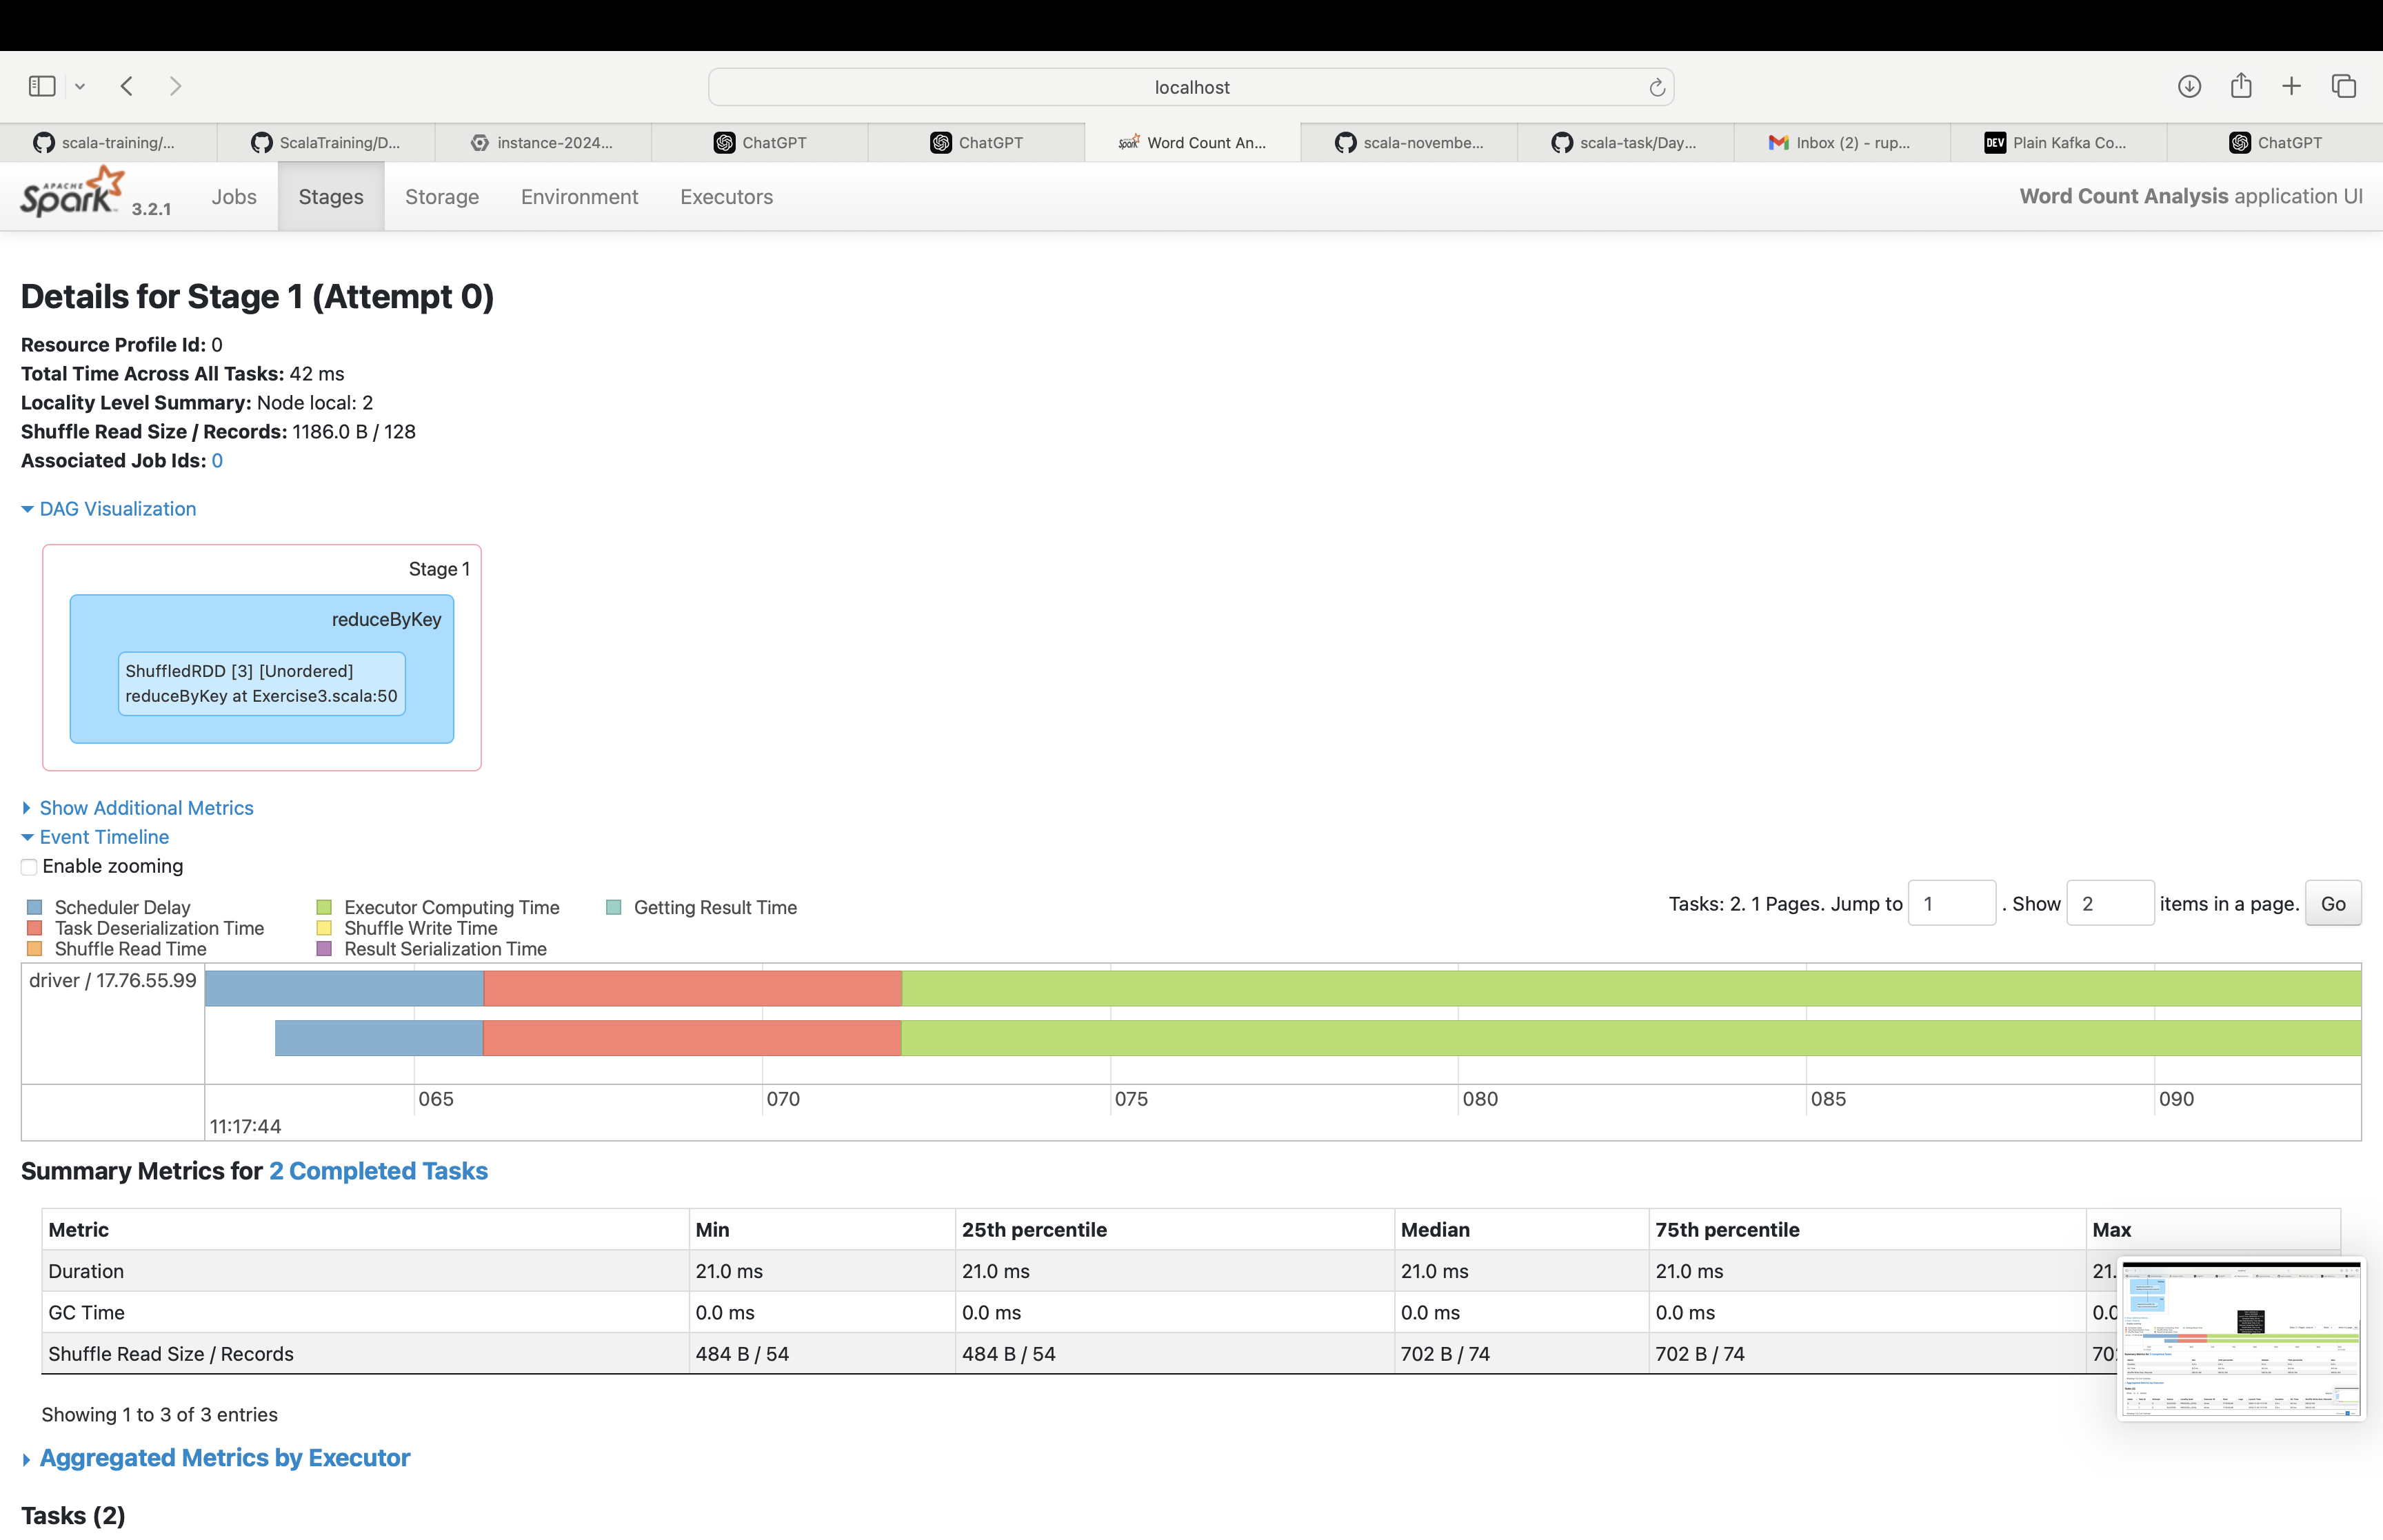 localhost
scala-training/...
ScalaTraining/D...
instance-2024...
ChatGPT
ChatGPT
Spark Word Count An...
scala-novembe...
scala-task/Day...
Inbox (2) - rup...
DEV Plain Kafka Co...
ChatGPT
APACHE Spark 3.2.1
Jobs
Stages
Storage
Environment
Executors
Word Count Analysis application UI
Details for Stage 1 (Attempt 0)
Resource Profile Id: 0
Total Time Across All Tasks: 42 ms
Locality Level Summary: Node local: 2
Shuffle Read Size / Records: 1186.0 B / 128
Associated Job Ids: 0
DAG Visualization
Stage 1
reduceByKey
ShuffledRDD [3] [Unordered]
reduceByKey at Exercise3.scala:50
Show Additional Metrics
Event Timeline
Enable zooming
Scheduler Delay
Executor Computing Time
Getting Result Time
Task Deserialization Time
Shuffle Write Time
Shuffle Read Time
Result Serialization Time
Tasks: 2. 1 Pages. Jump to 1 . Show 2 items in a page. Go
driver / 17.76.55.99
065 070 075 080 085 090
11:17:44
Summary Metrics for 2 Completed Tasks
Metric Min 25th percentile Median 75th percentile Max
Duration 21.0 ms 21.0 ms 21.0 ms 21.0 ms 21.
GC Time 0.0 ms 0.0 ms 0.0 ms 0.0 ms 0.0
Shuffle Read Size / Records 484 B / 54 484 B / 54 702 B / 74 702 B / 74 702
Showing 1 to 3 of 3 entries
Aggregated Metrics by Executor
Tasks (2)